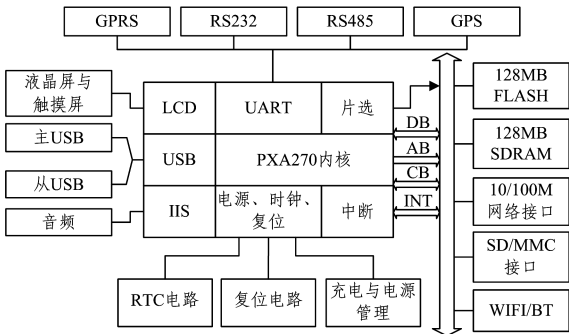 GPRS
RS232
RS485
GPS
液晶屏与
触摸屏
主USB
从USB
音频
LCD
UART
片选
USB
PXA270内核
IIS
电源、时钟、
复位
中断
DB
AB
CB
INT
128MB
FLASH
128MB
SDRAM
10/100M
网络接口
SD/MMC
接口
WIFI/BT
RTC电路
复位电路
充电与电源
管理